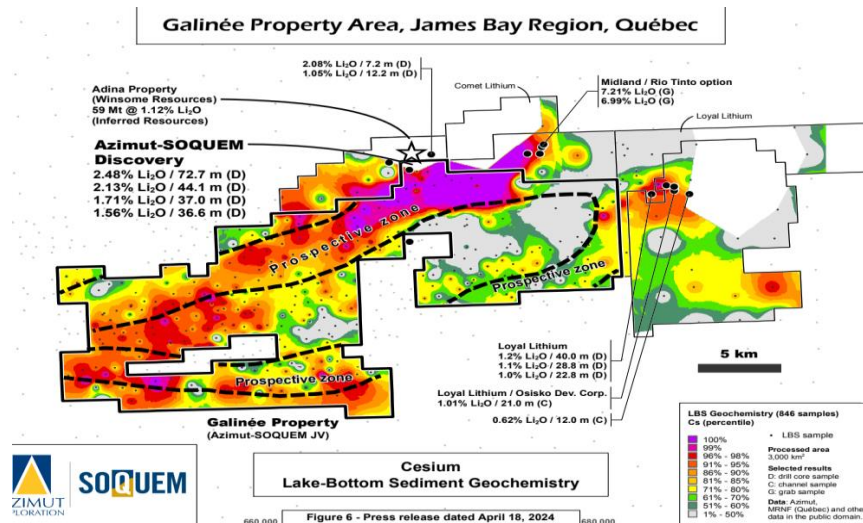 Galinée Property Area, James Bay Region, Québec
2.08% Li₂O / 7.2 m (D)
1.05% Li₂O / 12.2 m (D)
Adina Property
(Winsome Resources)
59 Mt @ 1.12% Li₂O
(Inferred Resources)
Comet Lithium
Midland / Rio Tinto option
7.21% Li₂O (G)
6.99% Li₂O (G)
Loyal Lithium
Azimut-SOQUEM
Discovery
2.48% Li₂O / 72.7 m (D)
2.13% Li₂O / 44.1 m (D)
1.71% Li₂O / 37.0 m (D)
1.56% Li₂O / 36.6 m (D)
Prospective zone
Prospective zone
Prospective zone
Loyal Lithium
1.2% Li₂O / 40.0 m (D)
1.1% Li₂O / 28.8 m (D)
1.0% Li₂O / 22.8 m (D)
5 km
Loyal Lithium / Osisko Dev. Corp.
1.01% Li₂O / 21.0 m (C)
0.62% Li₂O / 12.0 m (C)
Galinée Property
(Azimut-SOQUEM JV)
LBS Geochemistry (846 samples)
Cs (percentile)
100%
99%
96% - 98%
91% - 95%
86% - 90%
81% - 85%
71% - 80%
61% - 70%
51% - 60%
1% - 50%
LBS sample
Processed area
3,000 km²
Selected results
D: drill core sample
C: channel sample
G: grab sample
Data: Azimut,
MRNF (Québec) and othe
data in the public domain.
ZIMUT
PLORATION
SOQUEM
Cesium
Lake-Bottom Sediment Geochemistry
Figure 6 - Press release dated April 18, 2024
660,000
680,000